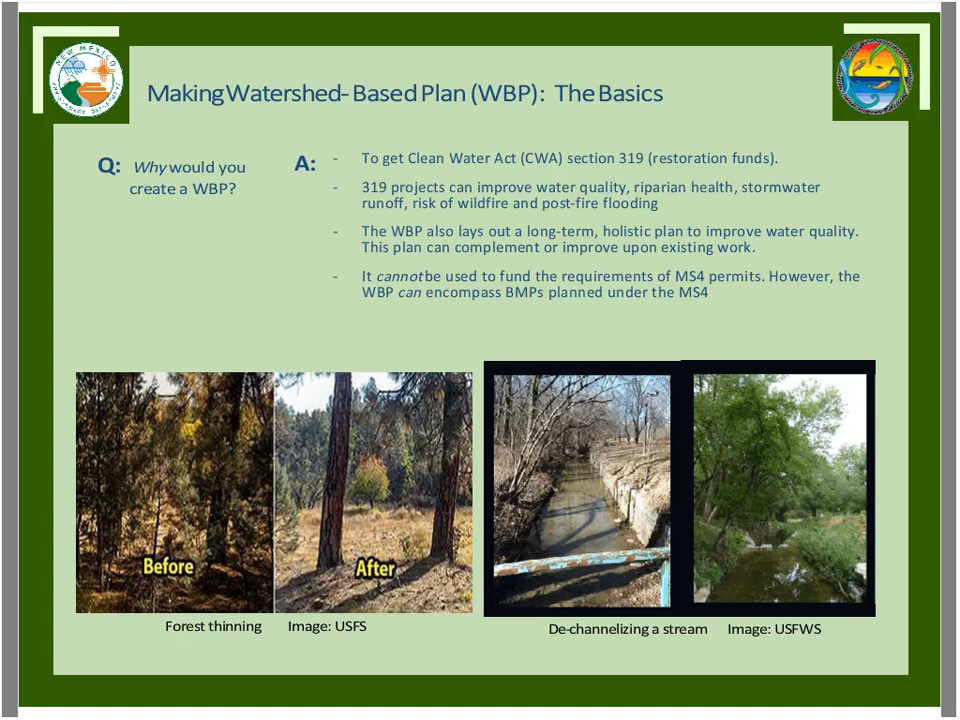 NEW MEXICO
Making Watershed- Based Plan (WBP):  The Basics
Q: Why would you
create a WBP?
A:
- To get Clean Water Act (CWA) section 319 (restoration funds).
- 319 projects can improve water quality, riparian health, stormwater
runoff, risk of wildfire and post-fire flooding
- The WBP also lays out a long-term, holistic plan to improve water quality.
This plan can complement or improve upon existing work.
- It cannot be used to fund the requirements of MS4 permits. However, the
WBP can encompass BMPs planned under the MS4
Before
After
Forest thinning Image: USFS
De-channelizing a stream Image: USFWS